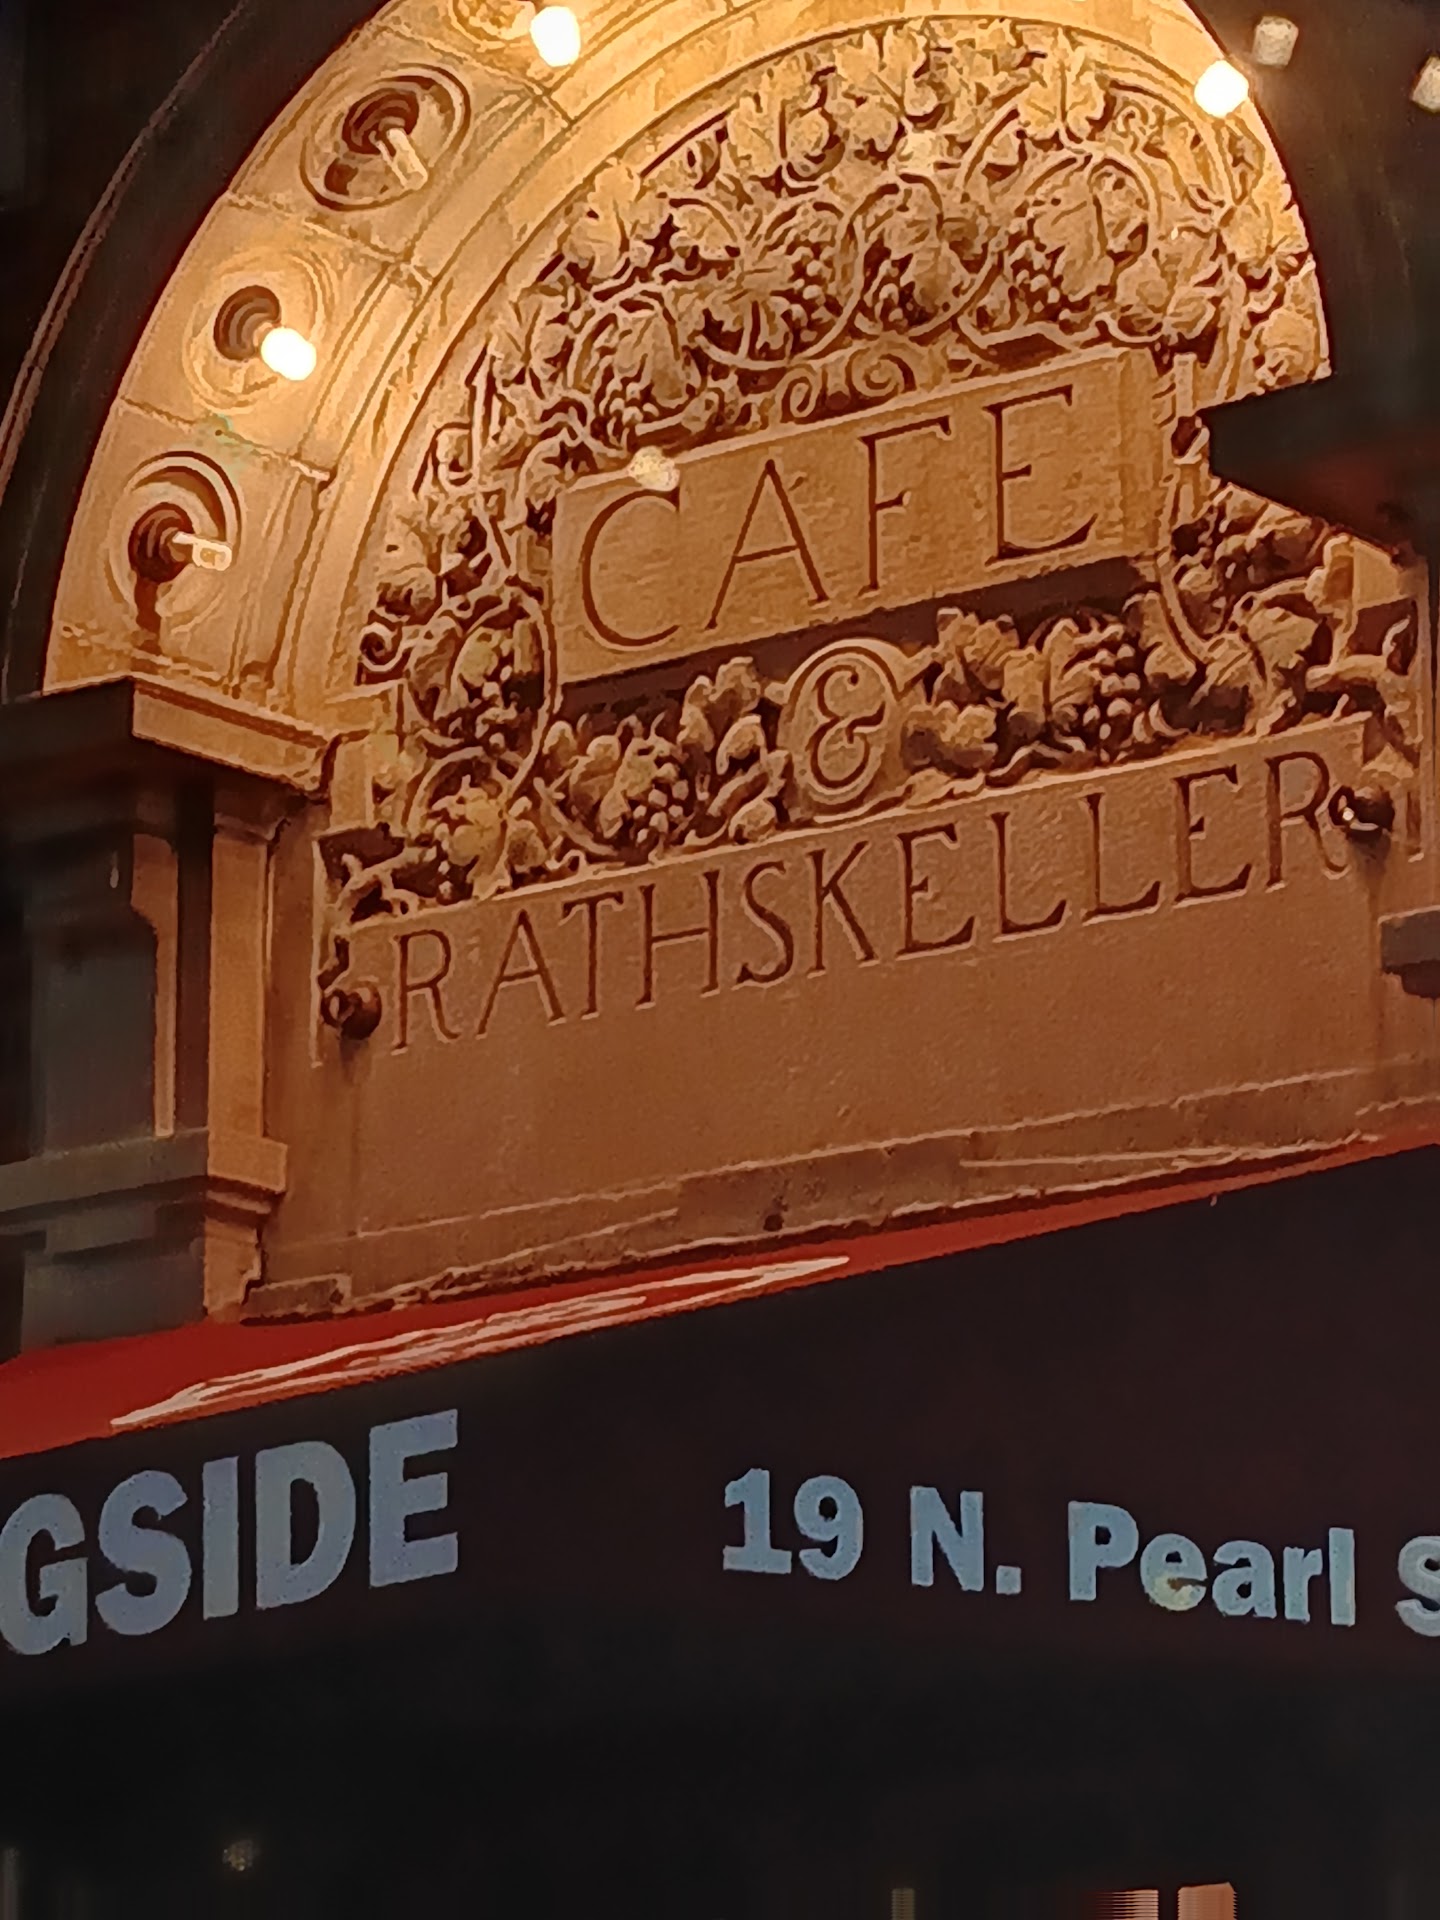 CAFE
&
RATHSKELLER
GSIDE
19 N. Pearl S